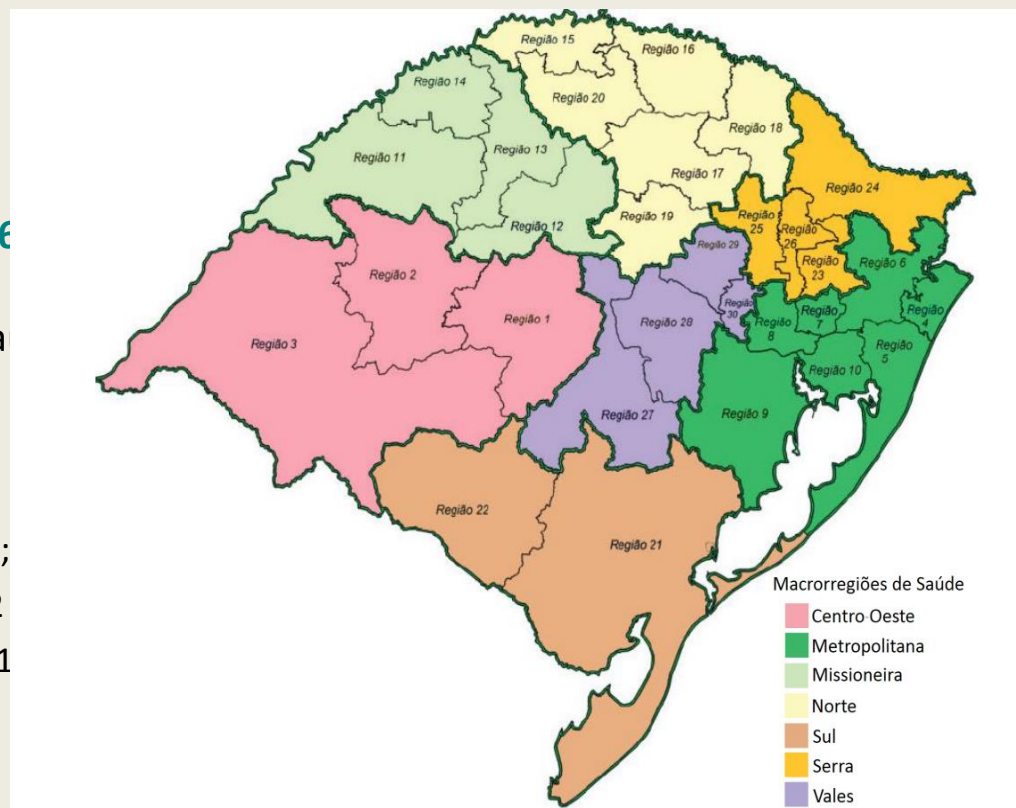 6
a
;
2
1
Região 15
Região 16
Região 14
Região 20
Região 18
Região 13
Região 11
Região 17
Região 24
Região 19
Região
25
Região
26
Região 12
Região 29
Região
23
Região 6
Região 2
Região
30
Região 1
Região 28
Região
8
Região
7
Região
4
Região 3
Região
5
Região 10
Região 9
Região 27
Região 22
Região 21
Macrorregiões de Saúde
Centro-Oeste
Metropolitana
Missioneira
Norte
Sul
Serra
Vales